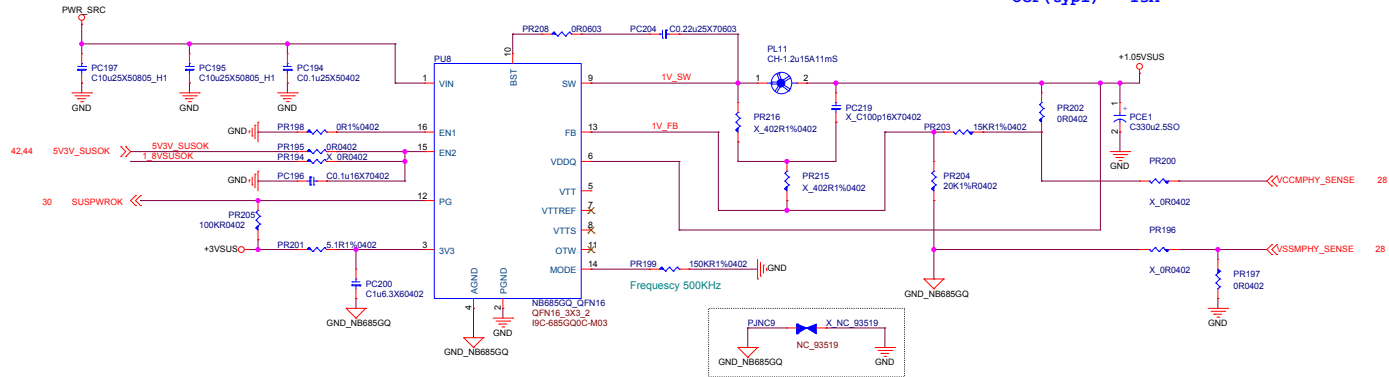 PWR_SRC
PR208
0R0603
PC204
C0.22u25X70603
PL11
CH-1.2u15A11mS
+1.05VSUS
PC197
C10u25X50805_H1
PC195
C10u25X50805_H1
PC194
C0.1u25X50402
GND
GND
GND
PU8
10
BST
1
VIN
SW
9
1V_SW
1
2
PR216
X_402R1%0402
PC219
X_C100p16X70402
PR202
0R0402
1
+
PCE1
C330u2.5SO
2
GND
GND
PR198
0R1%0402
16
EN1
FB
13
1V_FB
PR203
15KR1%0402
42,44
5V3V_SUSOK
5V3V_SUSOK
PR195
0R0402
15
EN2
1_8VSUSOK
PR194
X_0R0402
VDDQ
6
GND
PC196
C0.1u16X70402
PR215
X_402R1%0402
PR204
20K1%R0402
PR200
X_0R0402
VCCMPHY_SENSE
28
VTT
5
30
SUSPWROK
12
PG
VTTREF
7
PR205
100KR0402
VTTS
8
+3VSUS
PR201
5.1R1%0402
3
3V3
OTW
11
PR196
X_0R0402
VSSMPHY_SENSE
28
MODE
14
PR199
150KR1%0402
GND
Frequescy 500KHz
PR197
0R0402
GND
PC200
C1u6.3X60402
GND_NB685GQ
AGND
PGND
4
2
GND
GND_NB685GQ
NB685GQ_QFN16
QFN16_3X3_2
I9C-685GQ0C-M03
GND_NB685GQ
PJNC9
X_NC_93519
NC_93519
GND_NB685GQ
GND